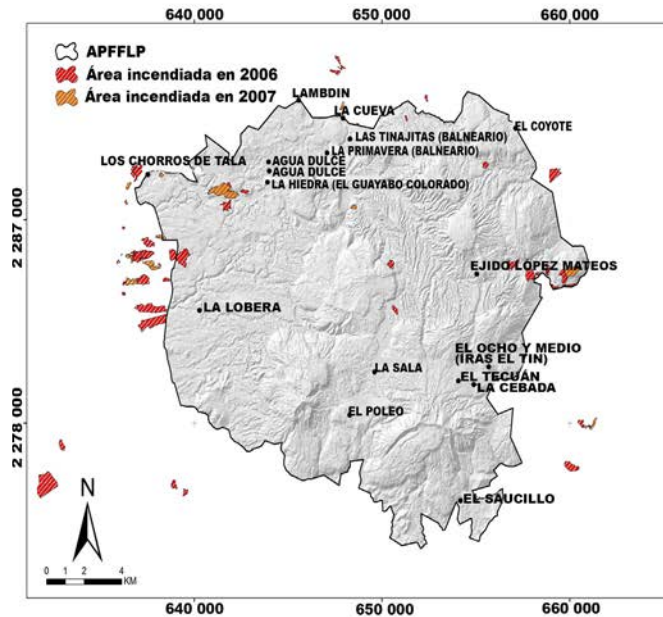 640 000 650 000 660 000
APFFLP
Área incendiada en 2006
Área incendiada en 2007
LAMBDIN
LA CUEVA
EL COYOTE
LAS TINAJITAS (BALNEARIO)
LA PRIMAVERA (BALNEARIO)
LOS CHORROS DE TALA
AGUA DULCE
AGUA DULCE
LA HIEDRA (EL GUAYABO COLORADO)
2 287 000
EJIDO LÓPEZ MATEOS
LA LOBERA
EL OCHO Y MEDIO
(IRAS EL TIN)
LA SALA
EL TECUÁN
LA CEBADA
EL POLEO
2 278 000
EL SAUCILLO
N
0 1 2 4
KM
640 000 650 000 660 000